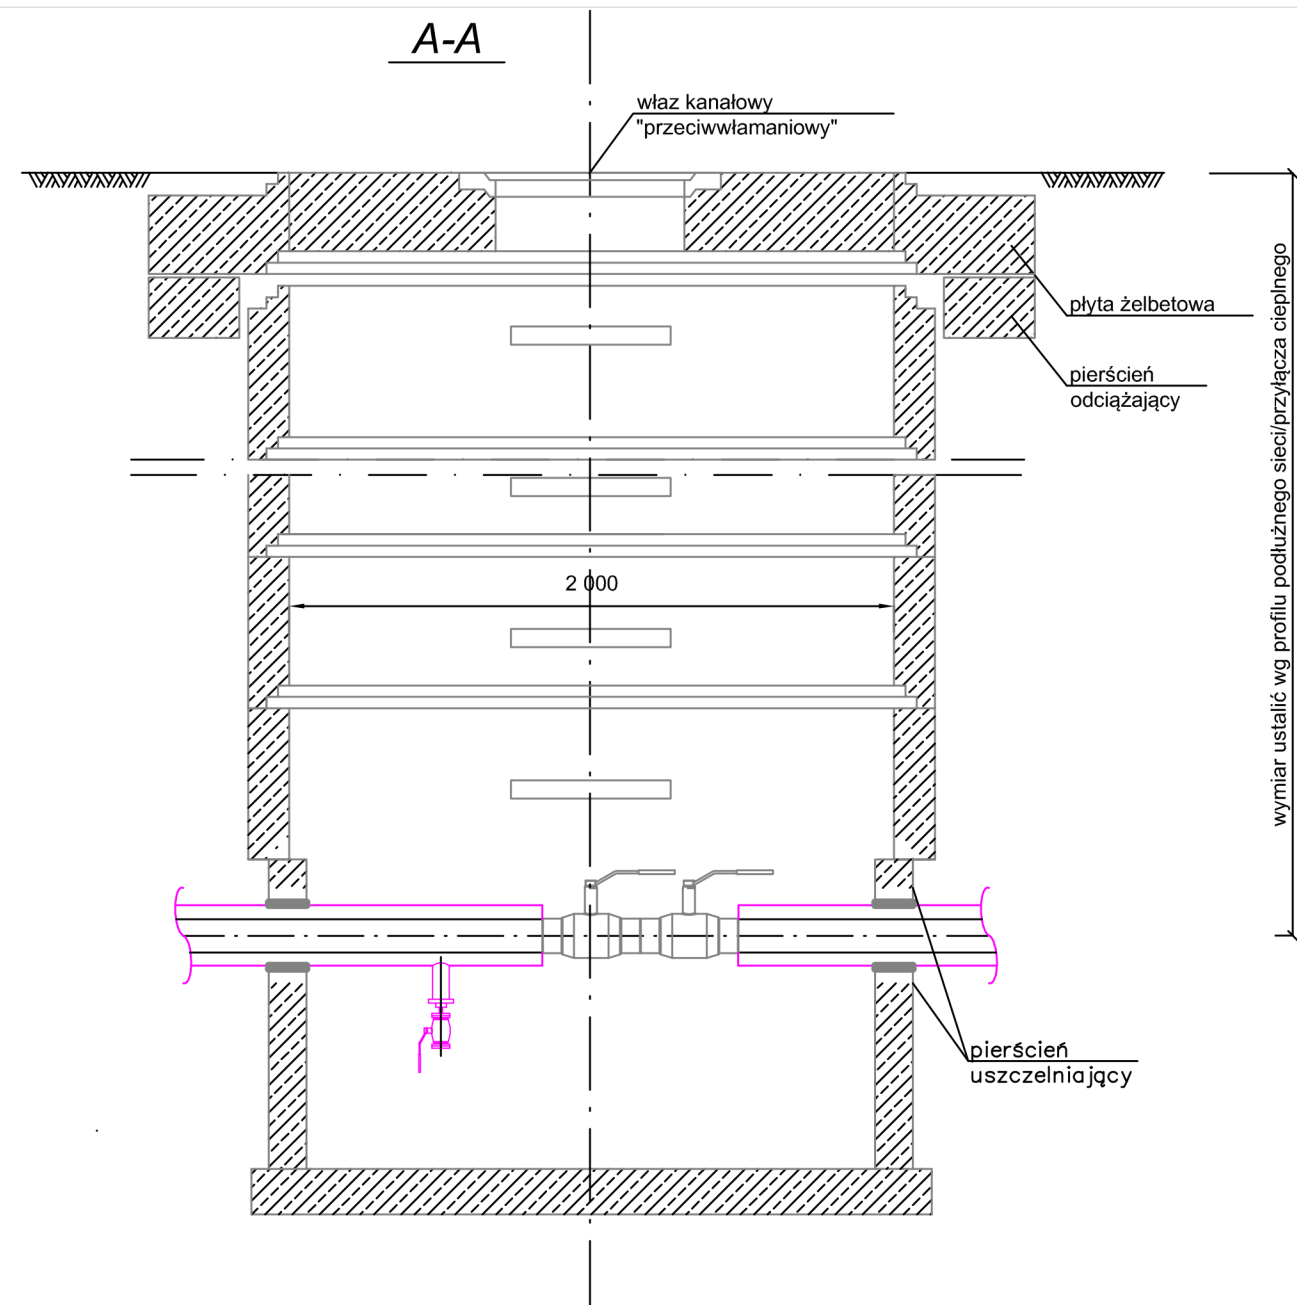 A-A
właz kanałowy
"przeciwwłamaniowy"
płyta żelbetowa
pierścień
odciążający
2 000
wymiar ustalić wg profilu podłużnego sieci/przyłącza cieplnego
pierścień
uszczelniający